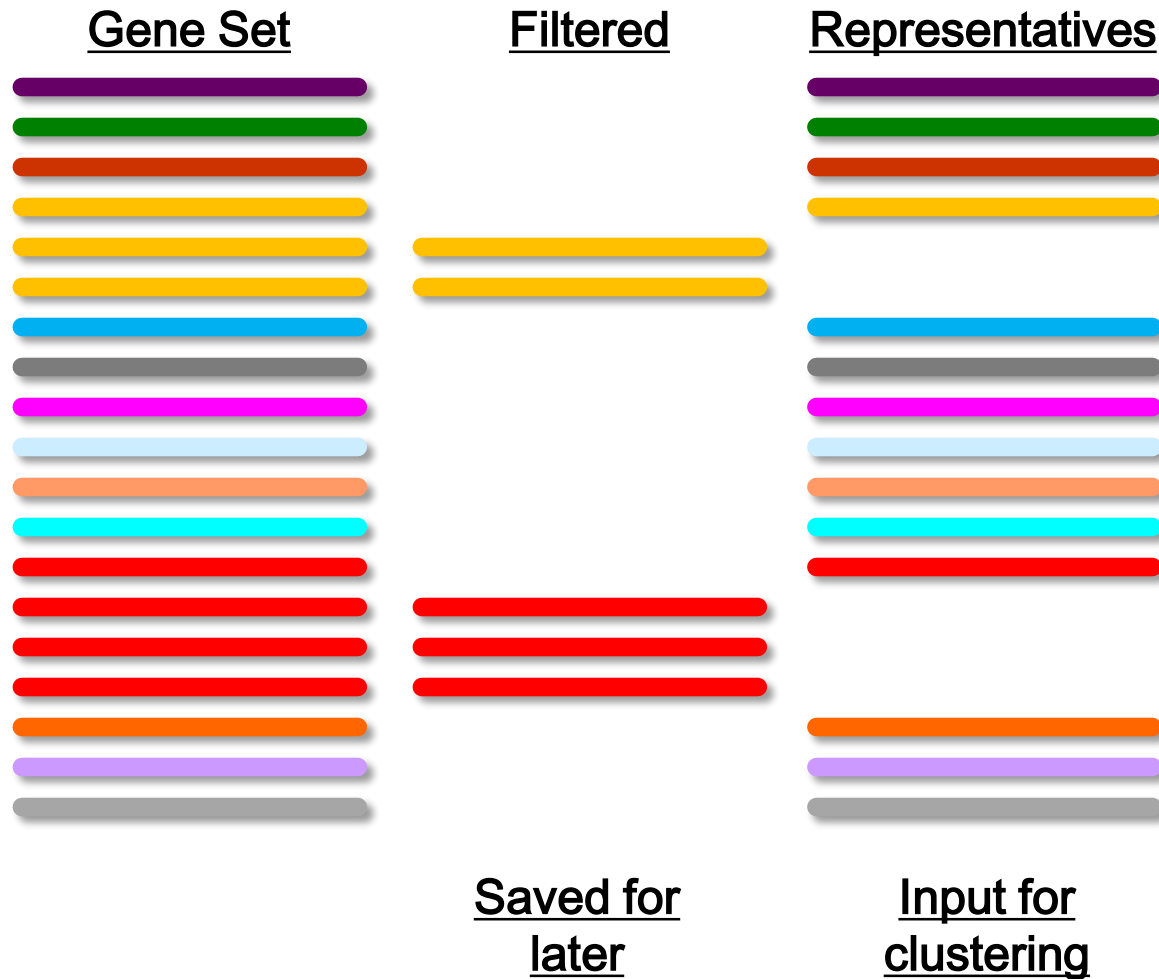 Gene Set
Filtered
Representatives
Saved for
later
Input for
clustering